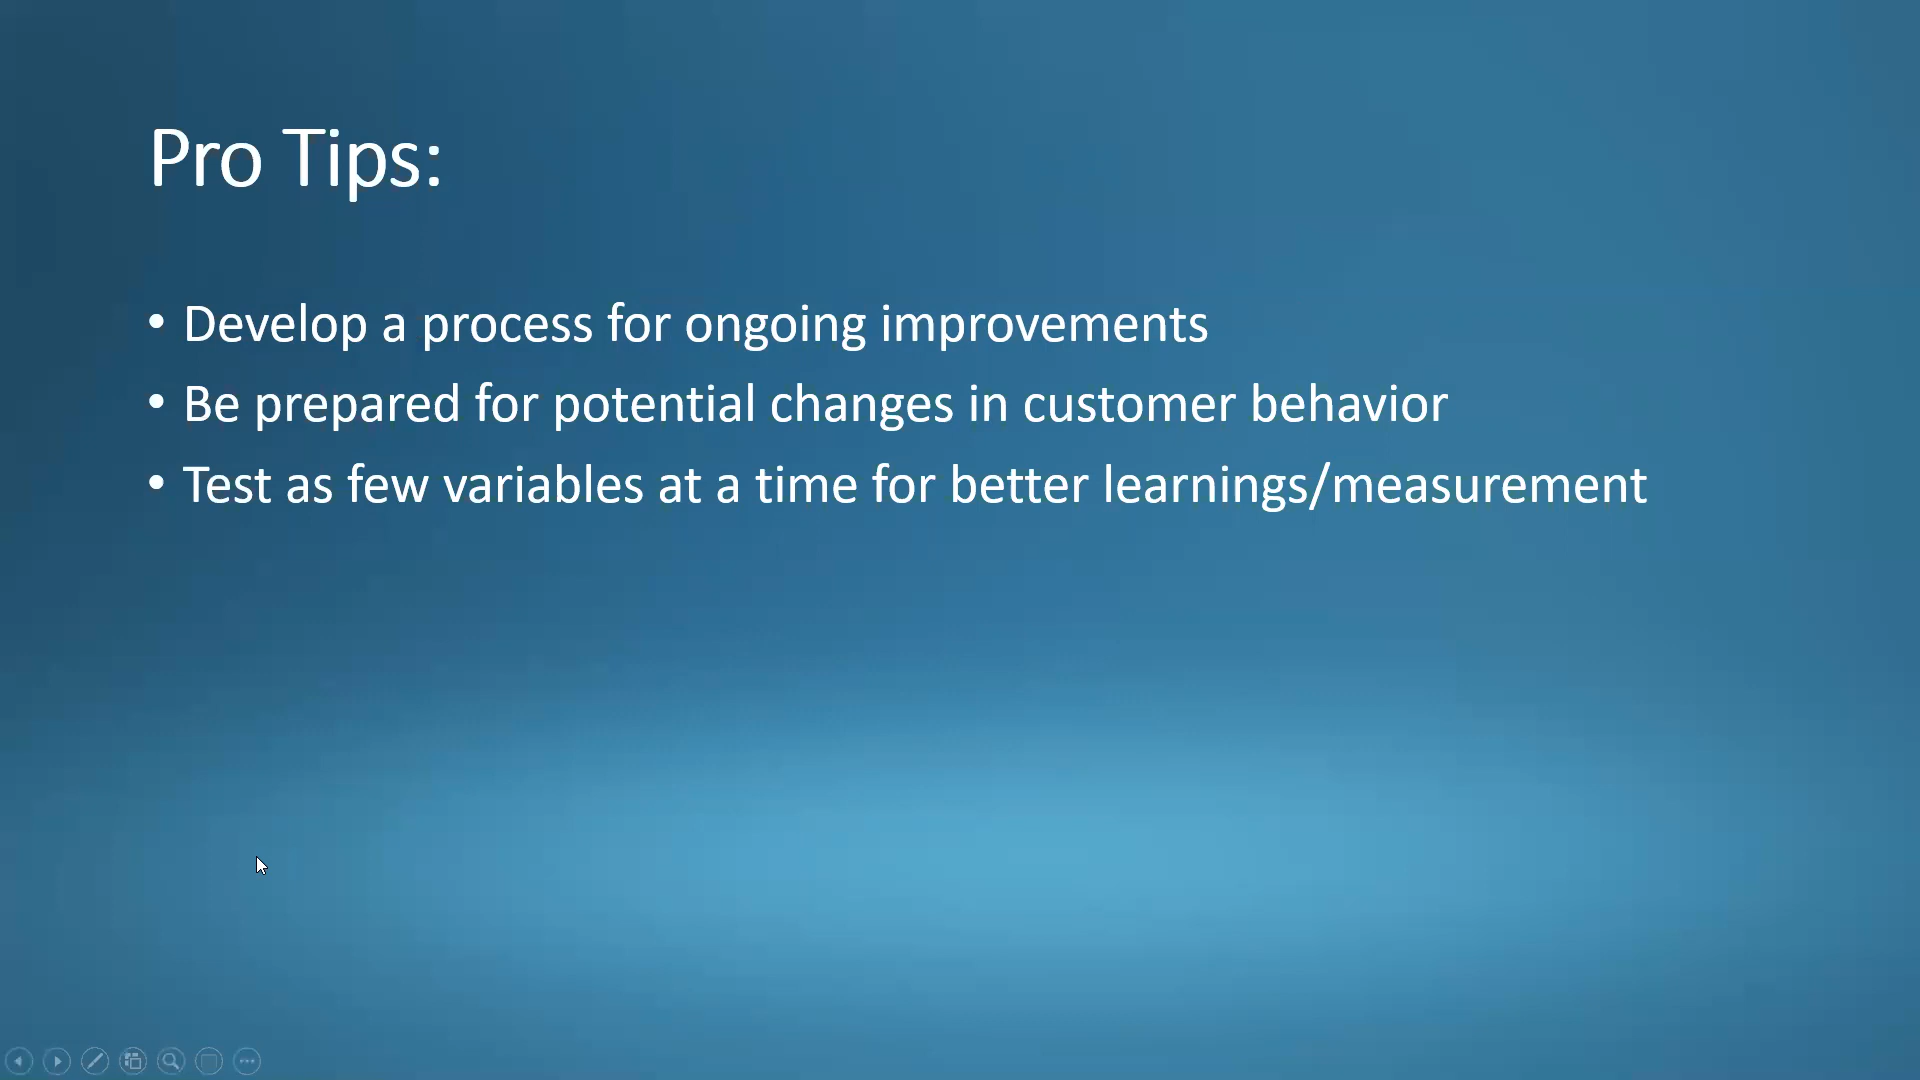 Pro Tips:
• Develop a process for ongoing improvements
• Be prepared for potential changes in customer behavior
• Test as few variables at a time for better learnings/measurement